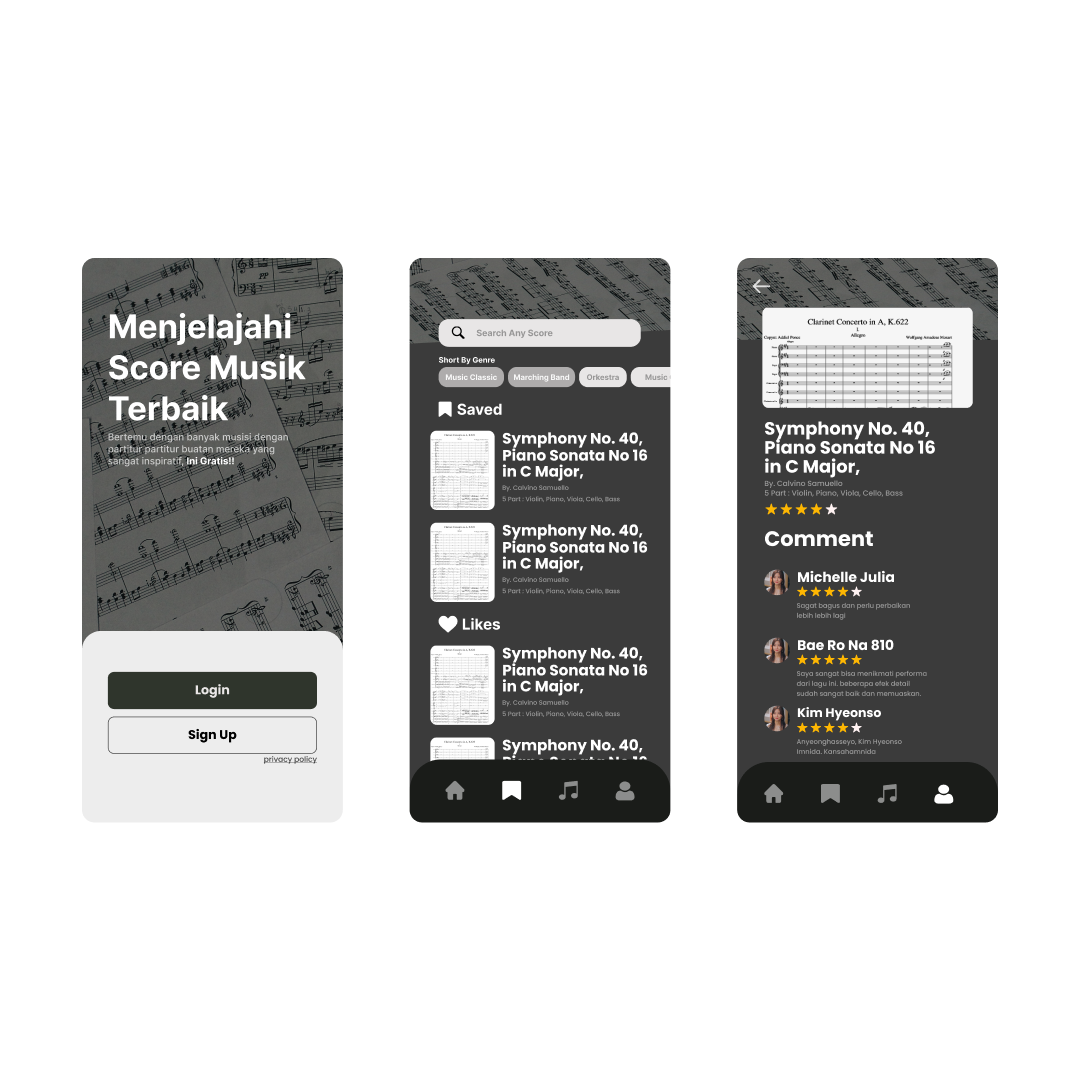 Menjelajahi
Score Musik
Terbaik
Bertemu dengan banyak musisi dengan
partitur partitur buatan mereka yang
sangat inspiratif, Ini Gratis!!
Login
Sign Up
privacy policy
Search Any Score
Short By Genre
Music Classic Marching Band Orkestra Music
Saved
Symphony No. 40,
Piano Sonata No 16
in C Major,
By. Calvino Samuello
5 Part : Violin, Piano, Viola, Cello, Bass
Symphony No. 40,
Piano Sonata No 16
in C Major,
By. Calvino Samuello
5 Part : Violin, Piano, Viola, Cello, Bass
Likes
Symphony No. 40,
Piano Sonata No 16
in C Major,
By. Calvino Samuello
5 Part : Violin, Piano, Viola, Cello, Bass
Symphony No. 40,
Piano Sonata No 16
Clarinet Concerto in A, K.622
I.
Allegro
Wolfgang Amadeus Mozart
Symphony No. 40,
Piano Sonata No 16
in C Major,
By. Calvino Samuello
5 Part : Violin, Piano, Viola, Cello, Bass
Comment
Michelle Julia
Sagat bagus dan perlu perbaikan
lebih lebih lagi
Bae Ro Na 810
Saya sangat bisa menikmati performa
dari lagu ini. beberapa efek detail
sudah sangat baik dan memuaskan.
Kim Hyeonso
Anyeonghasseyo, Kim Hyeonso
Imnida. Kansahamnida